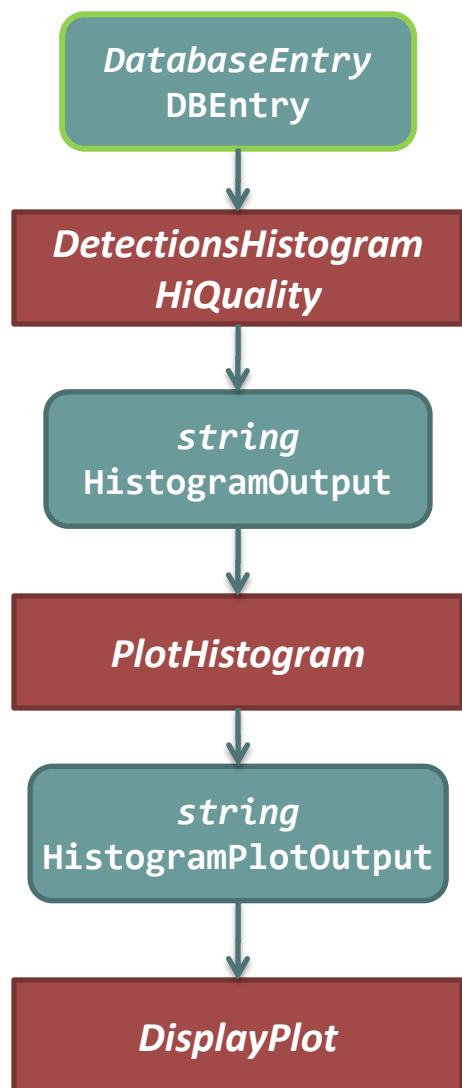 DatabaseEntry
DBEntry
DetectionsHistogram
HiQuality
string
HistogramOutput
PlotHistogram
string
HistogramPlotOutput
DisplayPlot